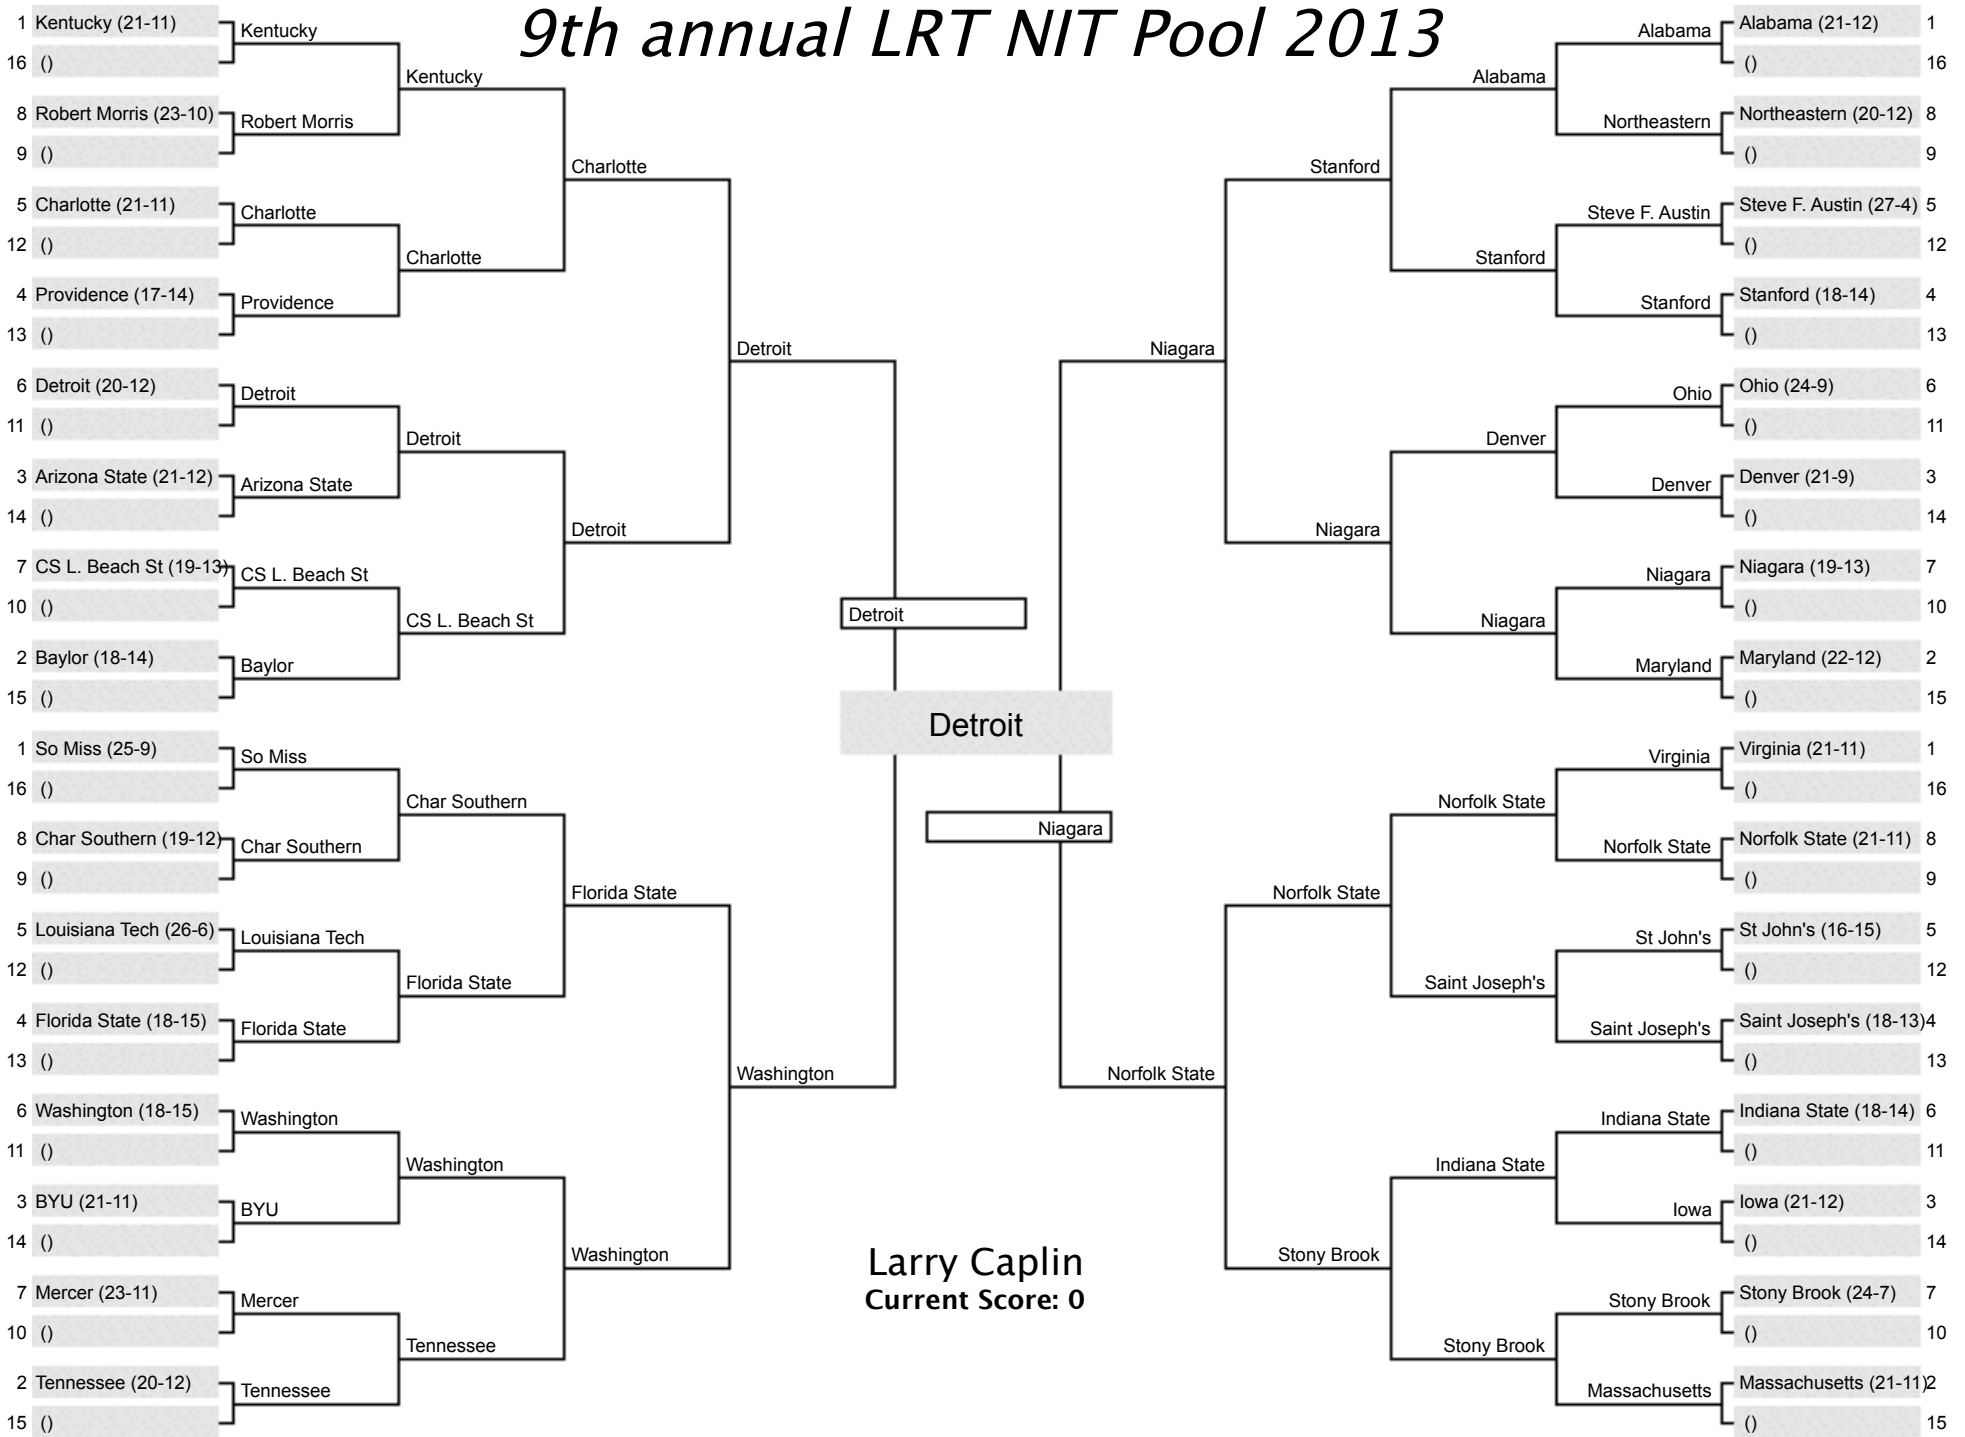 9th annual LRT NIT Pool 2013
1 Kentucky (21-11)
16 ()
8 Robert Morris (23-10)
9 ()
5 Charlotte (21-11)
12 ()
4 Providence (17-14)
13 ()
6 Detroit (20-12)
11 ()
3 Arizona State (21-12)
14 ()
7 CS L. Beach St (19-13)
10 ()
2 Baylor (18-14)
15 ()
1 So Miss (25-9)
16 ()
8 Char Southern (19-12)
9 ()
5 Louisiana Tech (26-6)
12 ()
4 Florida State (18-15)
13 ()
6 Washington (18-15)
11 ()
3 BYU (21-11)
14 ()
7 Mercer (23-11)
10 ()
2 Tennessee (20-12)
15 ()
Kentucky
Robert Morris
Charlotte
Providence
Detroit
Arizona State
CS L. Beach St
Baylor
So Miss
Char Southern
Louisiana Tech
Florida State
Washington
BYU
Mercer
Tennessee
Kentucky
Charlotte
Detroit
CS L. Beach St
Char Southern
Florida State
Washington
Tennessee
Charlotte
Detroit
Florida State
Washington
Detroit
Washington
Detroit
Detroit
Niagara
Larry Caplin
Current Score: 0
Niagara
Norfolk State
Stanford
Niagara
Norfolk State
Stony Brook
Alabama
Stanford
Denver
Niagara
Norfolk State
Saint Joseph's
Indiana State
Stony Brook
Alabama
Northeastern
Steve F. Austin
Stanford
Ohio
Denver
Niagara
Maryland
Virginia
Norfolk State
St John's
Saint Joseph's
Indiana State
Iowa
Stony Brook
Massachusetts
Alabama (21-12) 1
() 16
Northeastern (20-12) 8
() 9
Steve F. Austin (27-4) 5
() 12
Stanford (18-14) 4
() 13
Ohio (24-9) 6
() 11
Denver (21-9) 3
() 14
Niagara (19-13) 7
() 10
Maryland (22-12) 2
() 15
Virginia (21-11) 1
() 16
Norfolk State (21-11) 8
() 9
St John's (16-15) 5
() 12
Saint Joseph's (18-13) 4
() 13
Indiana State (18-14) 6
() 11
Iowa (21-12) 3
() 14
Stony Brook (24-7) 7
() 10
Massachusetts (21-11) 2
() 15